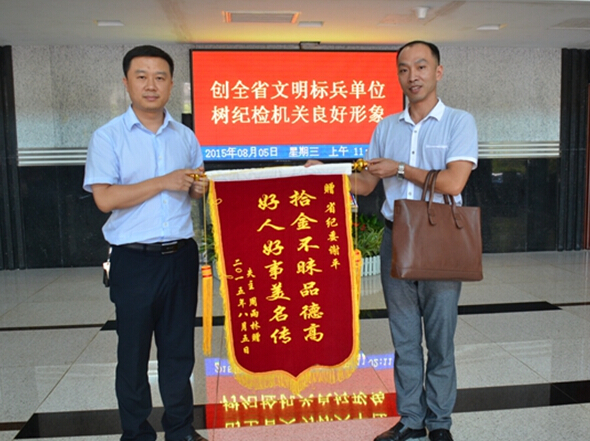 创全省文明标兵单位
树纪检机关良好形象
2015年08月05日 星期三 上午 11:
赠省纪委谢平
拾金不昧品德高
好人好事美名传
失主 周雨林赠
二〇一五年八月五日